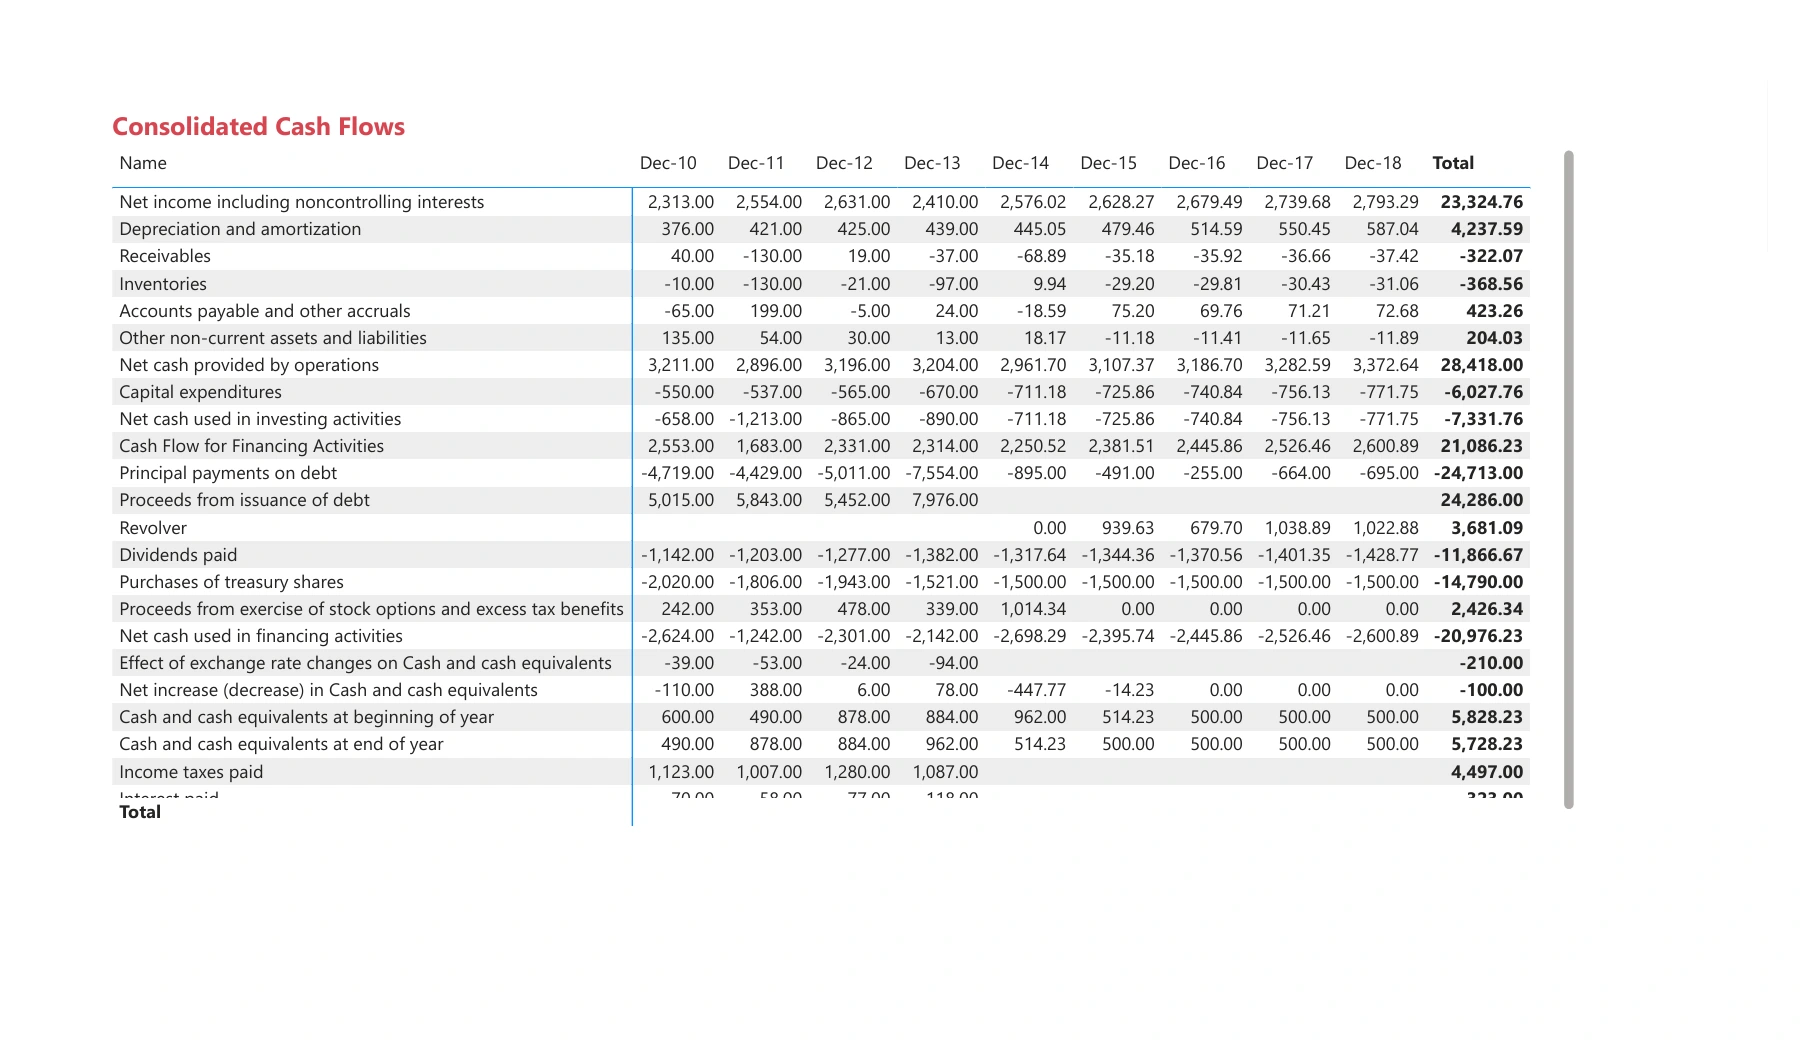 Consolidated Cash Flows
Name Dec-10 Dec-11 Dec-12 Dec-13 Dec-14 Dec-15 Dec-16 Dec-17 Dec-18 Total
Net income including noncontrolling interests 2,313.00 2,554.00 2,631.00 2,410.00 2,576.02 2,628.27 2,679.49 2,739.68 2,793.29 23,324.76
Depreciation and amortization 376.00 421.00 425.00 439.00 445.05 479.46 514.59 550.45 587.04 4,237.59
Receivables 40.00 -130.00 19.00 -37.00 -68.89 -35.18 -35.92 -36.66 -37.42 -322.07
Inventories -10.00 -130.00 -21.00 -97.00 9.94 -29.20 -29.81 -30.43 -31.06 -368.56
Accounts payable and other accruals -65.00 199.00 -5.00 24.00 -18.59 75.20 69.76 71.21 72.68 423.26
Other non-current assets and liabilities 135.00 54.00 30.00 13.00 18.17 -11.18 -11.41 -11.65 -11.89 204.03
Net cash provided by operations 3,211.00 2,896.00 3,196.00 3,204.00 2,961.70 3,107.37 3,186.70 3,282.59 3,372.64 28,418.00
Capital expenditures -550.00 -537.00 -565.00 -670.00 -711.18 -725.86 -740.84 -756.13 -771.75 -6,027.76
Net cash used in investing activities -658.00 -1,213.00 -865.00 -890.00 -711.18 -725.86 -740.84 -756.13 -771.75 -7,331.76
Cash Flow for Financing Activities 2,553.00 1,683.00 2,331.00 2,314.00 2,250.52 2,381.51 2,445.86 2,526.46 2,600.89 21,086.23
Principal payments on debt -4,719.00 -4,429.00 -5,011.00 -7,554.00 -895.00 -491.00 -255.00 -664.00 -695.00 -24,713.00
Proceeds from issuance of debt 5,015.00 5,843.00 5,452.00 7,976.00 24,286.00
Revolver 0.00 939.63 679.70 1,038.89 1,022.88 3,681.09
Dividends paid -1,142.00 -1,203.00 -1,277.00 -1,382.00 -1,317.64 -1,344.36 -1,370.56 -1,401.35 -1,428.77 -11,866.67
Purchases of treasury shares -2,020.00 -1,806.00 -1,943.00 -1,521.00 -1,500.00 -1,500.00 -1,500.00 -1,500.00 -1,500.00 -14,790.00
Proceeds from exercise of stock options and excess tax benefits 242.00 353.00 478.00 339.00 1,014.34 0.00 0.00 0.00 0.00 2,426.34
Net cash used in financing activities -2,624.00 -1,242.00 -2,301.00 -2,142.00 -2,698.29 -2,395.74 -2,445.86 -2,526.46 -2,600.89 -20,976.23
Effect of exchange rate changes on Cash and cash equivalents -39.00 -53.00 -24.00 -94.00 -210.00
Net increase (decrease) in Cash and cash equivalents -110.00 388.00 6.00 78.00 -447.77 -14.23 0.00 0.00 0.00 -100.00
Cash and cash equivalents at beginning of year 600.00 490.00 878.00 884.00 962.00 514.23 500.00 500.00 500.00 5,828.23
Cash and cash equivalents at end of year 490.00 878.00 884.00 962.00 514.23 500.00 500.00 500.00 500.00 5,728.23
Income taxes paid 1,123.00 1,007.00 1,280.00 1,087.00 4,497.00
Total